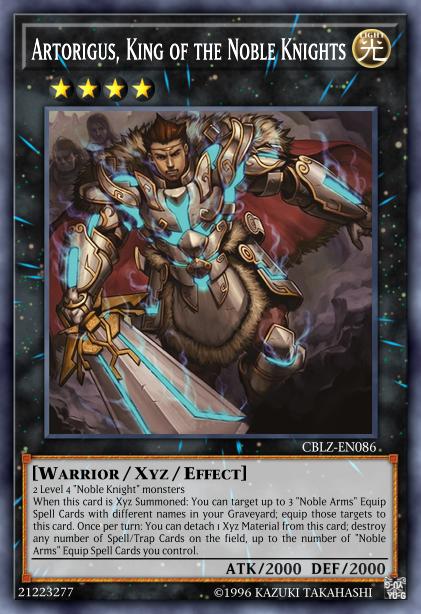 Artorigus, King of the Noble Knights
LIGHT
光
CBLZ-EN086
[Warrior / Xyz / Effect]
2 Level 4 "Noble Knight" monsters
When this card is Xyz Summoned: You can target up to 3 "Noble Arms" Equip
Spell Cards with different names in your Graveyard; equip those targets to
this card. Once per turn: You can detach 1 Xyz Material from this card; destroy
any number of Spell/Trap Cards on the field, up to the number of "Noble
Arms" Equip Spell Cards you control.
ATK/2000 DEF/2000
21223277
©1996 KAZUKI TAKAHASHI